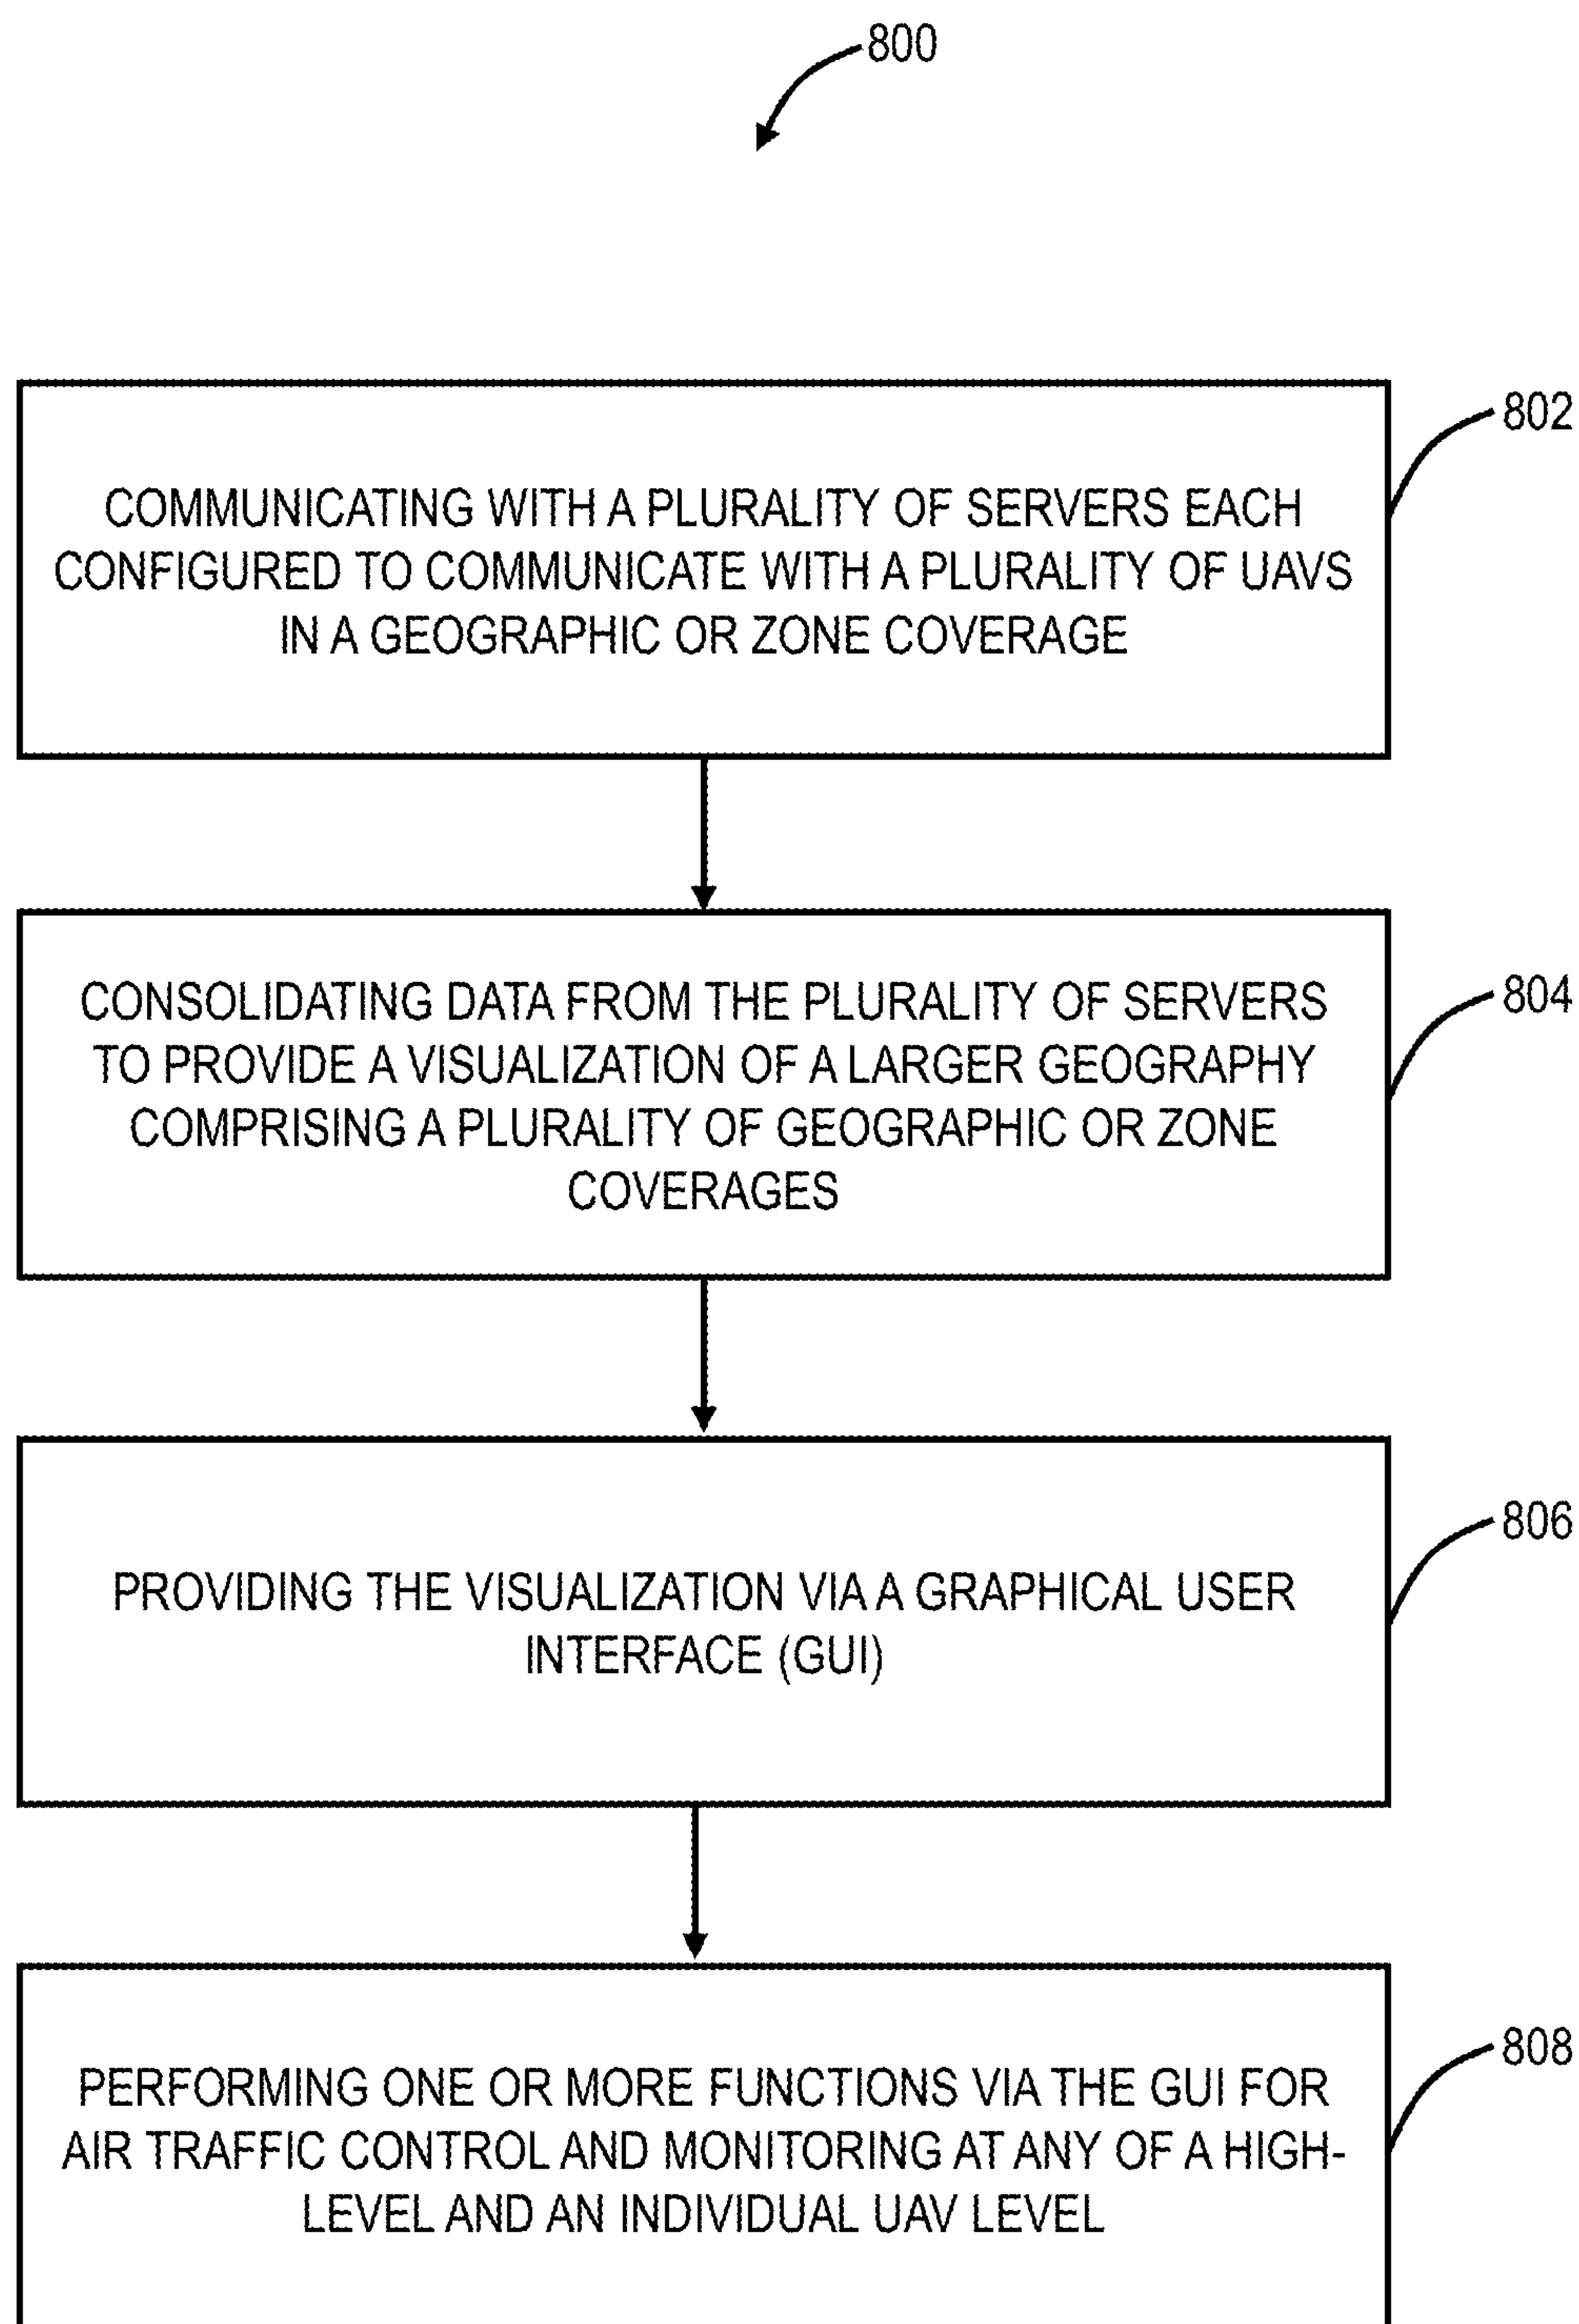 800
802
COMMUNICATING WITH A PLURALITY OF SERVERS EACH
CONFIGURED TO COMMUNICATE WITH A PLURALITY OF UAVS
IN A GEOGRAPHIC OR ZONE COVERAGE
804
CONSOLIDATING DATA FROM THE PLURALITY OF SERVERS
TO PROVIDE A VISUALIZATION OF A LARGER GEOGRAPHY
COMPRISING A PLURALITY OF GEOGRAPHIC OR ZONE
COVERAGES
806
PROVIDING THE VISUALIZATION VIA A GRAPHICAL USER
INTERFACE (GUI)
808
PERFORMING ONE OR MORE FUNCTIONS VIA THE GUI FOR
AIR TRAFFIC CONTROL AND MONITORING AT ANY OF A HIGH-
LEVEL AND AN INDIVIDUAL UAV LEVEL